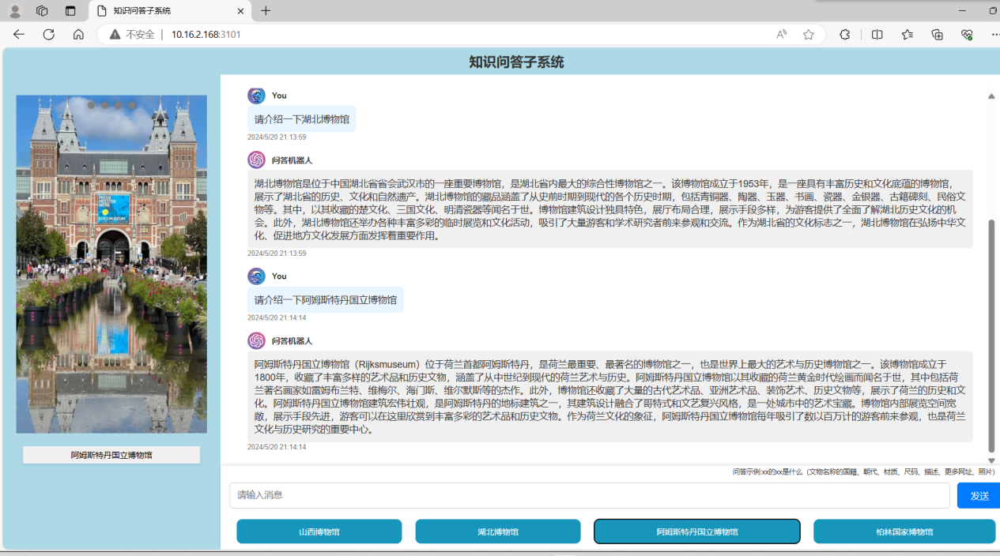 知识问答子系统
不安全 | 10.16.2.168:3101
知识问答子系统
You
请介绍一下湖北博物馆
2024/5/20 21:13:59
问答机器人
湖北博物馆是位于中国湖北省省会武汉市的一座重要博物馆，是湖北省内最大的综合性博物馆之一。该博物馆成立于1953年，是一座具有丰富历史和文化底蕴的博物馆，
展示了湖北省的历史、文化和自然遗产。湖北博物馆的藏品涵盖了从史前时期到现代的各个历史时期，包括青铜器、陶器、玉器、书画、瓷器、金银器、古籍碑刻、民俗文
物等。其中，以其收藏的楚文化、三国文化、明清瓷器等闻名于世。博物馆建筑设计独具特色，展厅布局合理，展示手段多样，为游客提供了全面了解湖北历史文化的机
会。此外，湖北博物馆还举办各种丰富多彩的临时展览和文化活动，吸引了大量游客和学术研究者前来参观和交流。作为湖北省的文化标志之一，湖北博物馆在弘扬中华文
化、促进地方文化发展方面发挥着重要作用。
2024/5/20 21:13:59
You
请介绍一下阿姆斯特丹国立博物馆
2024/5/20 21:14:14
问答机器人
阿姆斯特丹国立博物馆（Rijksmuseum）位于荷兰首都阿姆斯特丹，是荷兰最重要、最著名的博物馆之一，也是世界上最大的艺术与历史博物馆之一。该博物馆成立于
1800年，收藏了丰富多样的艺术品和历史文物，涵盖了从中世纪到现代的荷兰艺术与历史。阿姆斯特丹国立博物馆以其收藏的荷兰黄金时代绘画而闻名于世，其中包括荷
兰著名画家如雷姆布兰特、维梅尔、海门斯、维尔默斯等的杰作。此外，博物馆还收藏了大量的古代艺术品、亚洲艺术品、装饰艺术、历史文物等，展示了荷兰的历史和文
化。阿姆斯特丹国立博物馆建筑宏伟壮观，是阿姆斯特丹的地标建筑之一，其建筑设计融合了哥特式和文艺复兴风格，是一处城市中的艺术宝藏。博物馆内部展览空间宽
敞，展示手段先进，游客可以在这里欣赏到丰富多彩的艺术品和历史文物。作为荷兰文化的象征，阿姆斯特丹国立博物馆每年吸引了数以百万计的游客前来参观，也是荷兰
文化与历史研究的重要中心。
2024/5/20 21:14:14
阿姆斯特丹国立博物馆
问答示例:xx的xx是什么（文物名称的国籍、朝代、材质、尺码、描述、更多网址、照片）
请输入消息
发送
山西博物馆
湖北博物馆
阿姆斯特丹国立博物馆
柏林国家博物馆